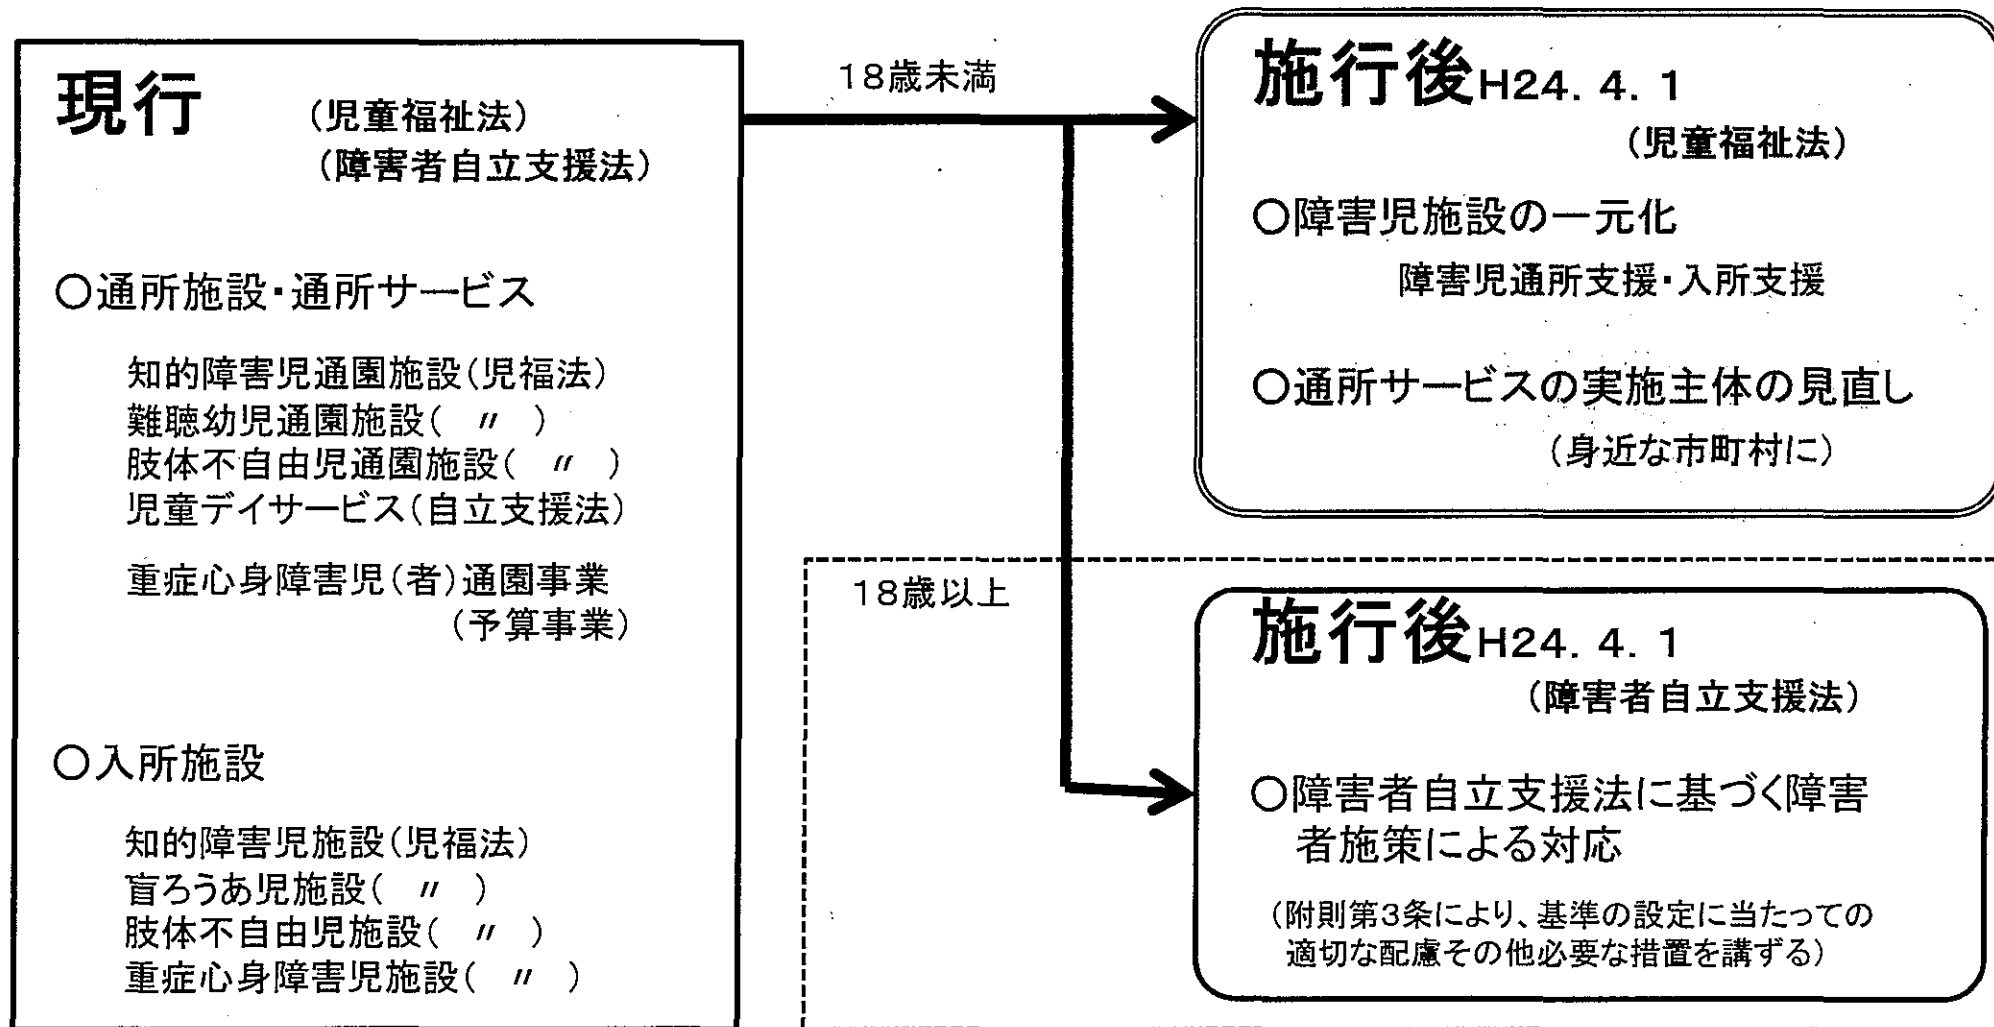 現行
(児童福祉法)
(障害者自立支援法)
○通所施設・通所サービス
知的障害児通園施設(児福法)
難聴幼児通園施設( 〃 )
肢体不自由児通園施設( 〃 )
児童デイサービス(自立支援法)
重症心身障害児(者)通園事業
(予算事業)
○入所施設
知的障害児施設(児福法)
盲ろうあ児施設( 〃 )
肢体不自由児施設( 〃 )
重症心身障害児施設( 〃 )
18歳未満
施行後H24. 4. 1
(児童福祉法)
○障害児施設の一元化
障害児通所支援・入所支援
○通所サービスの実施主体の見直し
(身近な市町村に)
18歳以上
施行後H24. 4. 1
(障害者自立支援法)
○障害者自立支援法に基づく障害
者施策による対応
(附則第3条により、基準の設定に当たっての
適切な配慮その他必要な措置を講ずる)